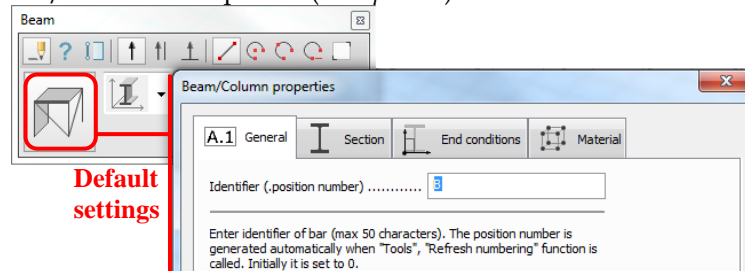 Beam
?
Beam/Column properties
A.1 General
Section
End conditions
Material
Default
settings
Identifier (.position number) ............ B
Enter identifier of bar (max 50 characters). The position number is
generated automatically when "Tools", "Refresh numbering" function is
called. Initially it is set to 0.